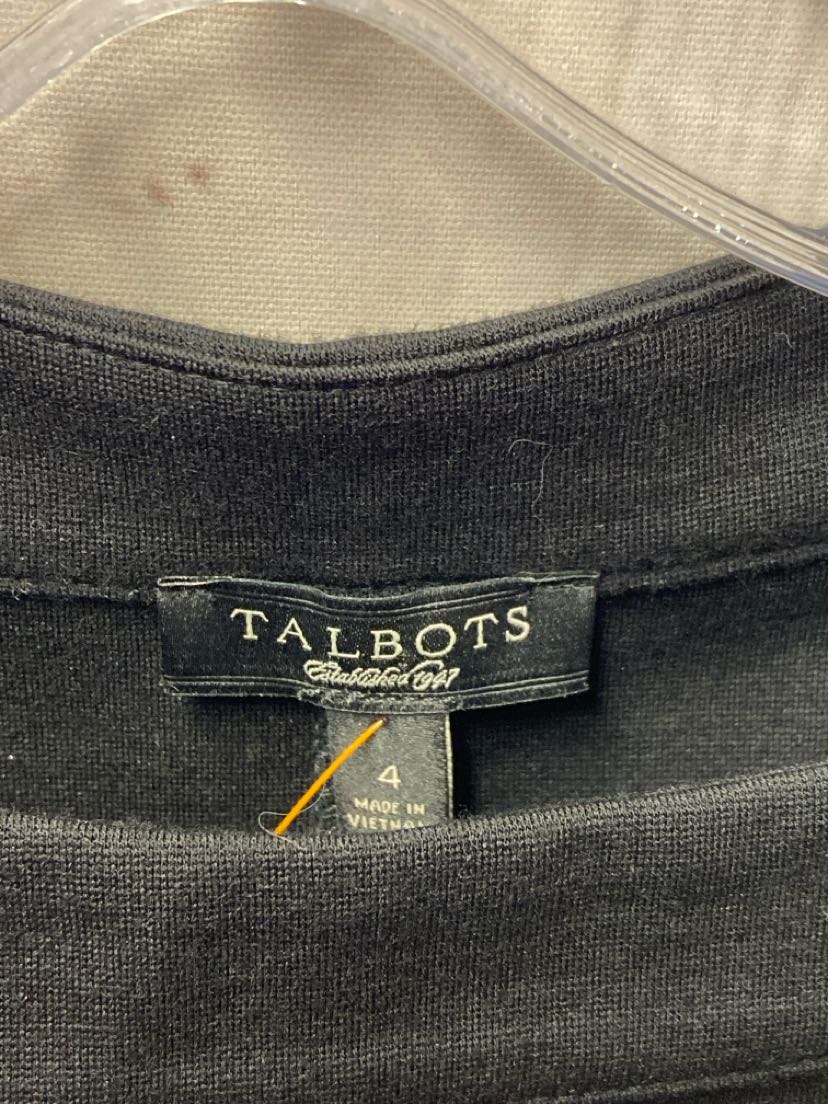 TALBOTS
Established 1947
4
MADE IN